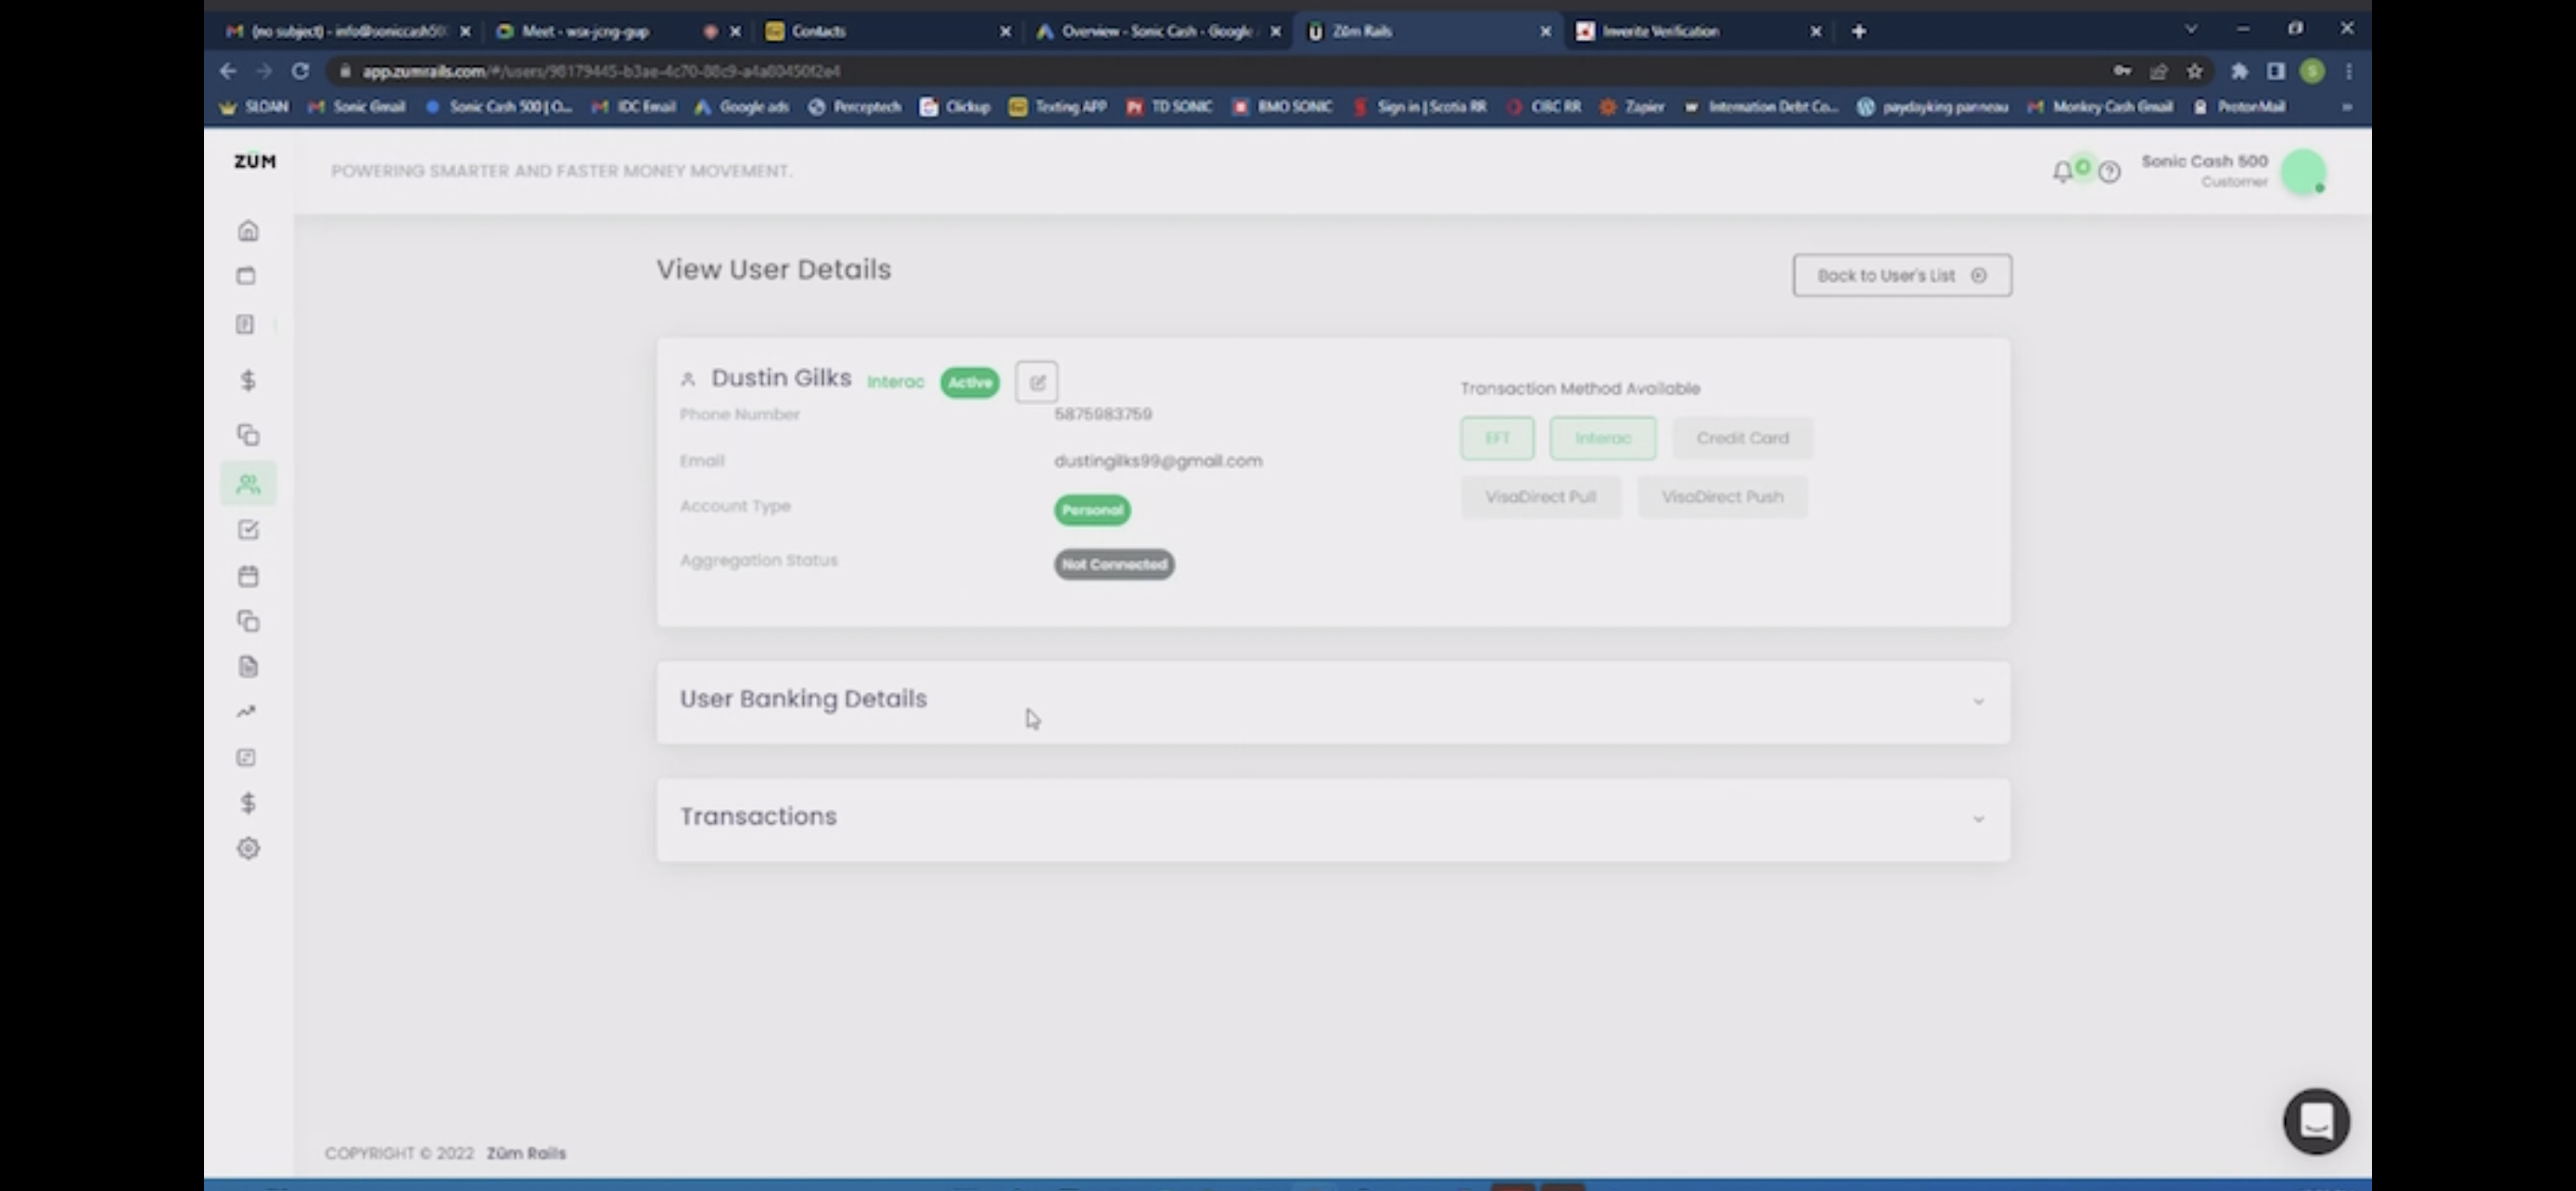 (no subject) - info@soniccash50
Meet - wsx-jcng-gup
Contacts
Overview - Sonic Cash - Google
Zūm Rails
Inverite Verification
app.zumrails.com/#/users/98179445-b3ae-4c70-88c9-a4a80450f2e4
SLOAN
Sonic Gmail
Sonic Cash 500 | O...
IDC Email
Google ads
Perceptech
Clickup
Texting APP
TD SONIC
BMO SONIC
Sign in | Scotia RR
CIBC RR
Zapier
Internation Debt Co...
paydayking panneau
Monkey Cash Gmail
ProtonMail
»
ZŪM
POWERING SMARTER AND FASTER MONEY MOVEMENT.
0
Sonic Cash 500
Customer
View User Details
Back to User's List
Dustin Gilks Interac Active
Phone Number 5875983759
Email dustingilks99@gmail.com
Account Type Personal
Aggregation Status Not Connected
Transaction Method Available
EFT Interac Credit Card
VisaDirect Pull VisaDirect Push
User Banking Details
Transactions
COPYRIGHT © 2022 Zūm Rails